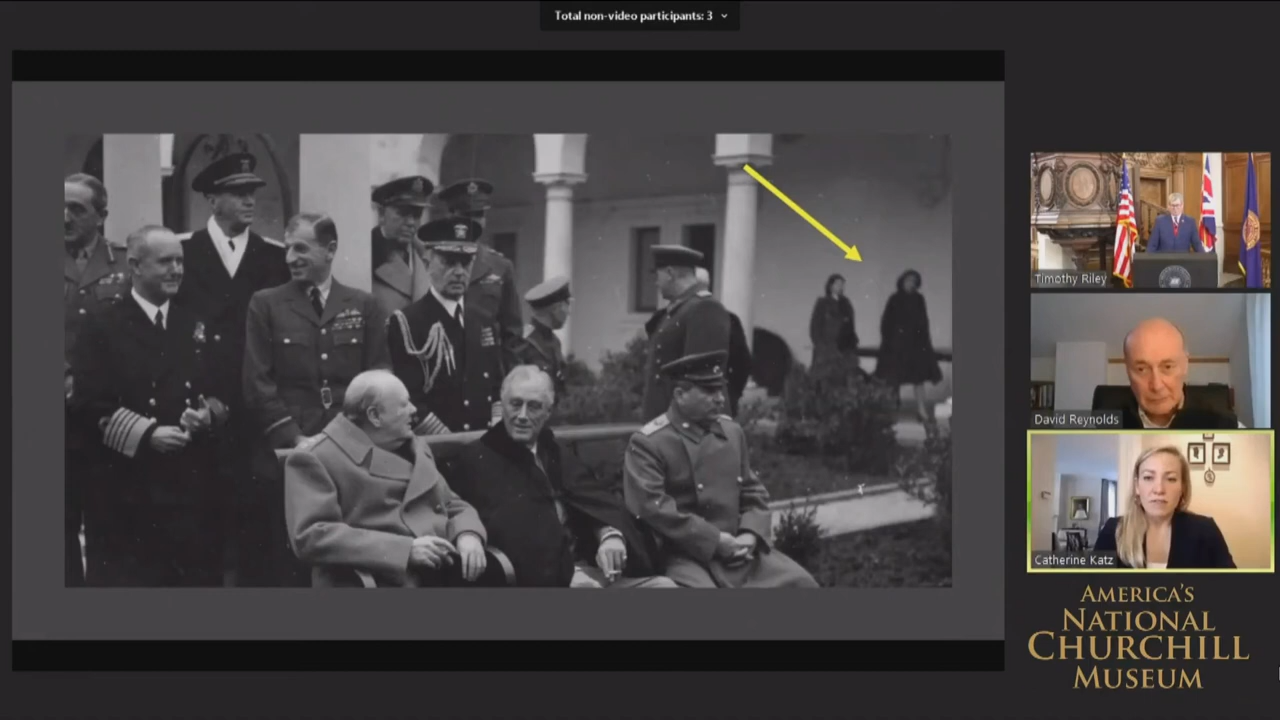 Total non-video participants: 3
Timothy Riley
David Reynolds
Catherine Katz
AMERICA'S
NATIONAL
CHURCHILL
MUSEUM